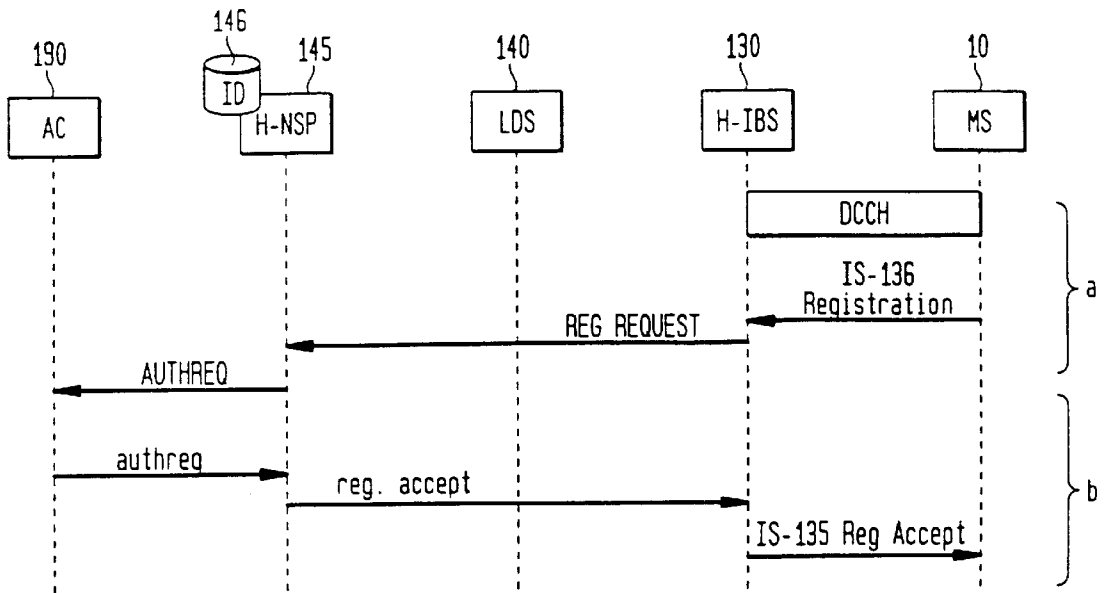 146
190
145
140
130
10
ID
AC
H-NSP
LDS
H-IBS
MS
DCCH
IS-136
Registration
a
REG REQUEST
AUTHREQ
authreq
reg. accept
b
IS-135 Reg Accept